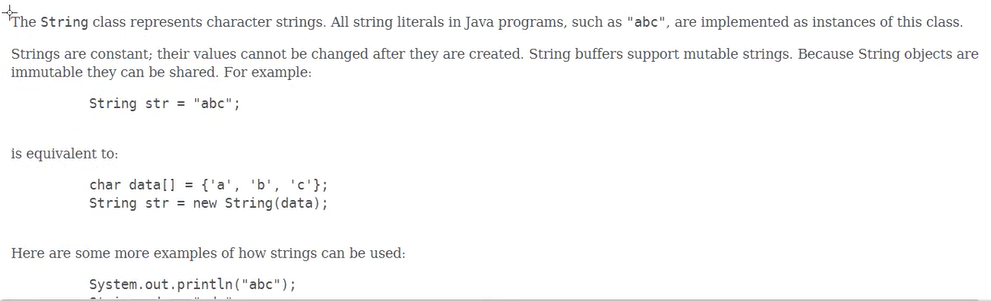 The String class represents character strings. All string literals in Java programs, such as "abc", are implemented as instances of this class.
Strings are constant; their values cannot be changed after they are created. String buffers support mutable strings. Because String objects are
immutable they can be shared. For example:
String str = "abc";
is equivalent to:
char data[] = {'a', 'b', 'c'};
String str = new String(data);
Here are some more examples of how strings can be used:
System.out.println("abc");